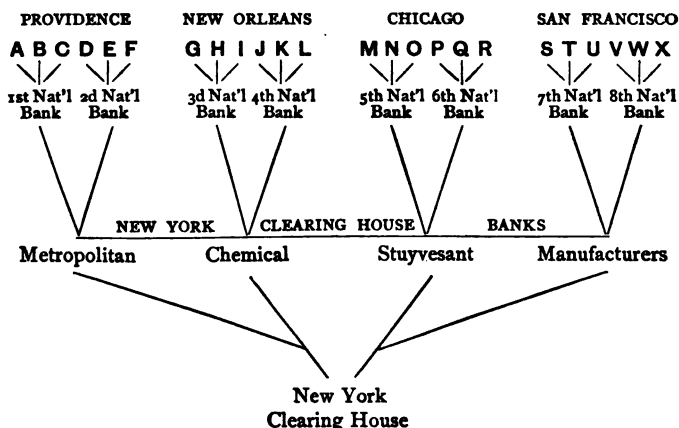 PROVIDENCE NEW ORLEANS CHICAGO SAN FRANCISCO
A B C D E F G H I J K L M N O P Q R S T U V W X
1st Nat'l 2d Nat'l 3d Nat'l 4th Nat'l 5th Nat'l 6th Nat'l 7th Nat'l 8th Nat'l
Bank Bank Bank Bank Bank Bank Bank Bank
NEW YORK CLEARING HOUSE BANKS
Metropolitan Chemical Stuyvesant Manufacturers
New York
Clearing House